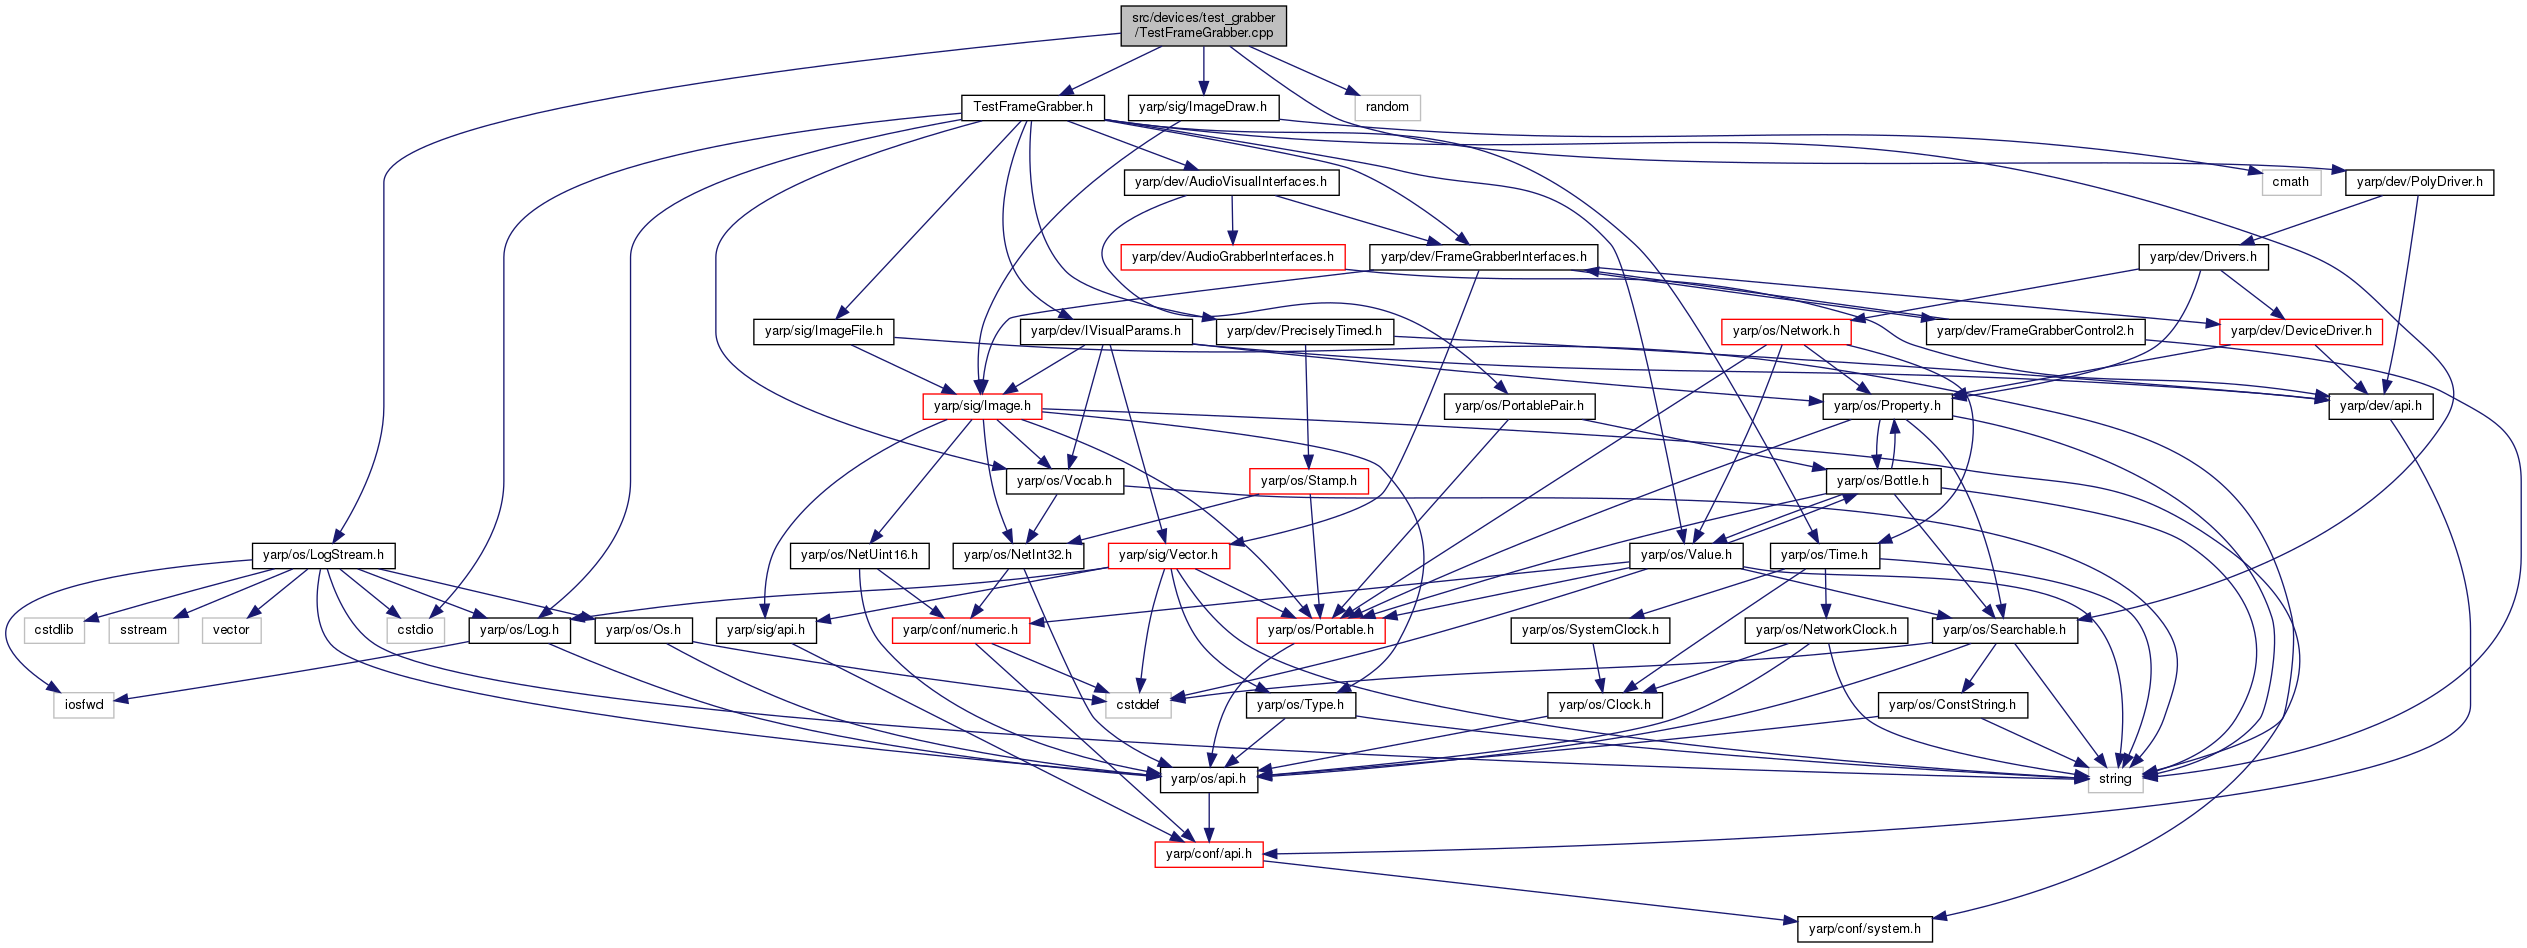 src/devices/test_grabber
/TestFrameGrabber.cpp
TestFrameGrabber.h
yarp/sig/ImageDraw.h
random
yarp/dev/AudioVisualInterfaces.h
cmath
yarp/dev/PolyDriver.h
yarp/dev/AudioGrabberInterfaces.h
yarp/dev/FrameGrabberInterfaces.h
yarp/dev/Drivers.h
yarp/sig/ImageFile.h
yarp/dev/IVisualParams.h
yarp/dev/PreciselyTimed.h
yarp/os/Network.h
yarp/dev/FrameGrabberControl2.h
yarp/dev/DeviceDriver.h
yarp/sig/Image.h
yarp/os/PortablePair.h
yarp/os/Property.h
yarp/dev/api.h
yarp/os/Vocab.h
yarp/os/Stamp.h
yarp/os/Bottle.h
yarp/os/LogStream.h
yarp/os/NetUint16.h
yarp/os/NetInt32.h
yarp/sig/Vector.h
yarp/os/Value.h
yarp/os/Time.h
cstdlib
sstream
vector
cstdio
yarp/os/Log.h
yarp/os/Os.h
yarp/sig/api.h
yarp/conf/numeric.h
yarp/os/Portable.h
yarp/os/SystemClock.h
yarp/os/NetworkClock.h
yarp/os/Searchable.h
iosfwd
cstddef
yarp/os/Type.h
yarp/os/Clock.h
yarp/os/ConstString.h
yarp/os/api.h
string
yarp/conf/api.h
yarp/conf/system.h